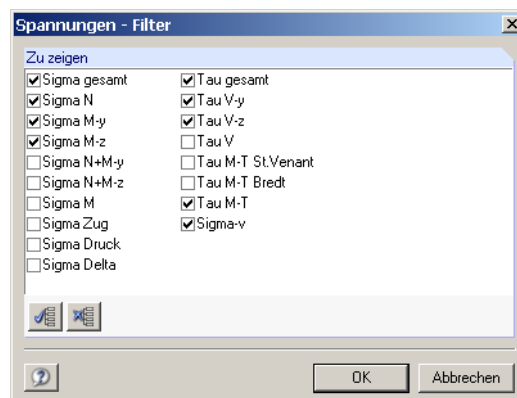 Spannungen - Filter
Zu zeigen
Sigma gesamt
Sigma N
Sigma M-y
Sigma M-z
Sigma N+M-y
Sigma N+M-z
Sigma M
Sigma Zug
Sigma Druck
Sigma Delta
Tau gesamt
Tau V-y
Tau V-z
Tau V
Tau M-T St.Venant
Tau M-T Bredt
Tau M-T
Sigma-v
OK
Abbrechen